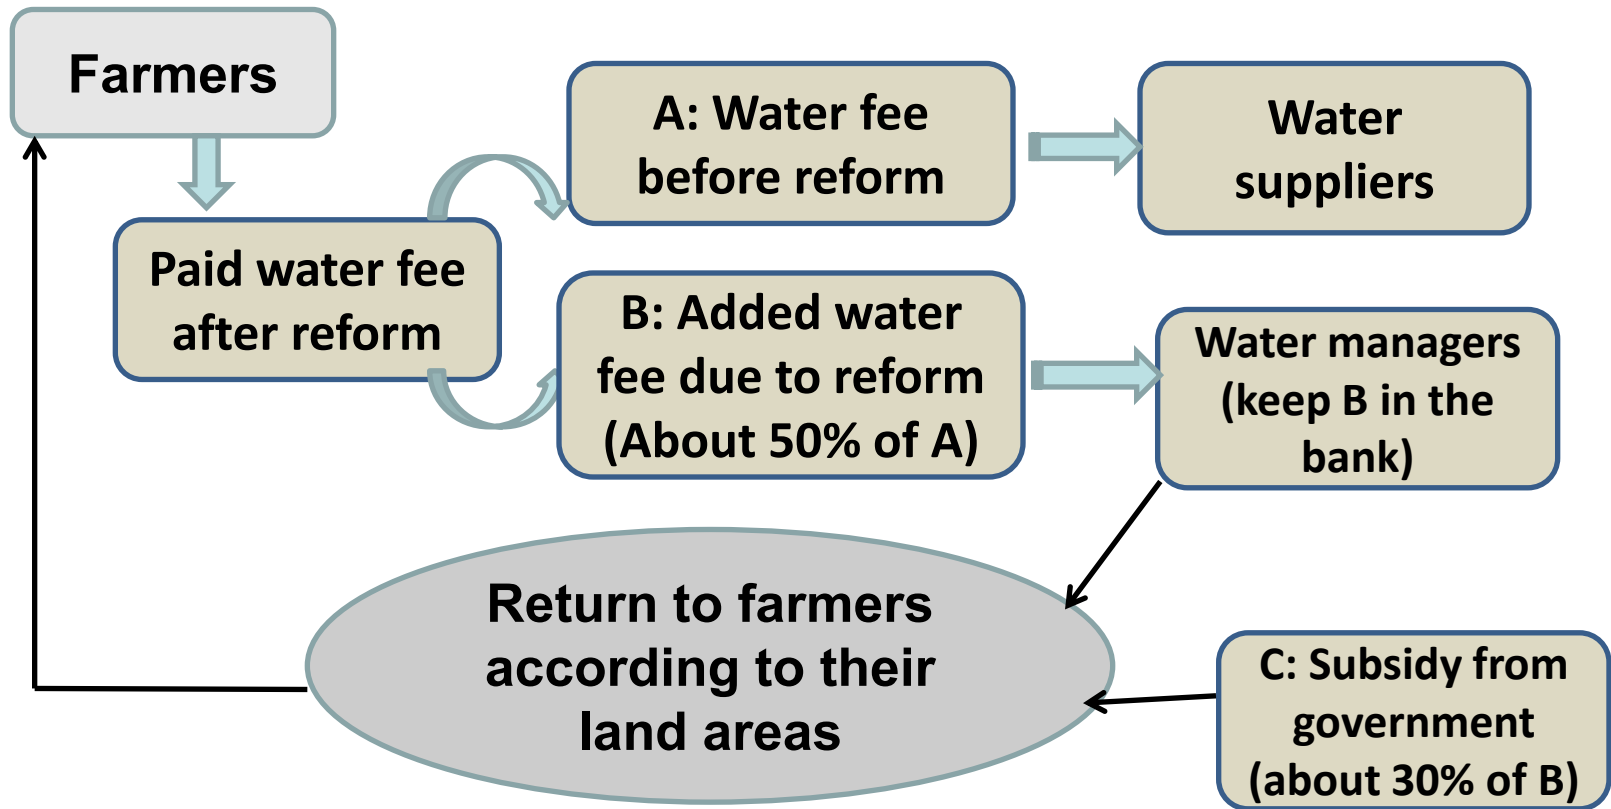 Farmers
A: Water fee
before reform
Water
suppliers
Paid water fee
after reform
B: Added water
fee due to reform
(About 50% of A)
Water managers
(keep B in the
bank)
Return to farmers
according to their
land areas
C: Subsidy from
government
(about 30% of B)